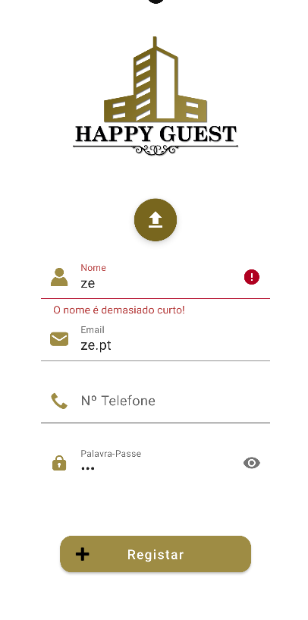 HAPPY GUEST
Nome
ze
O nome é demasiado curto!
Email
ze.pt
Nº Telefone
Palavra-Passe
•••
Registar